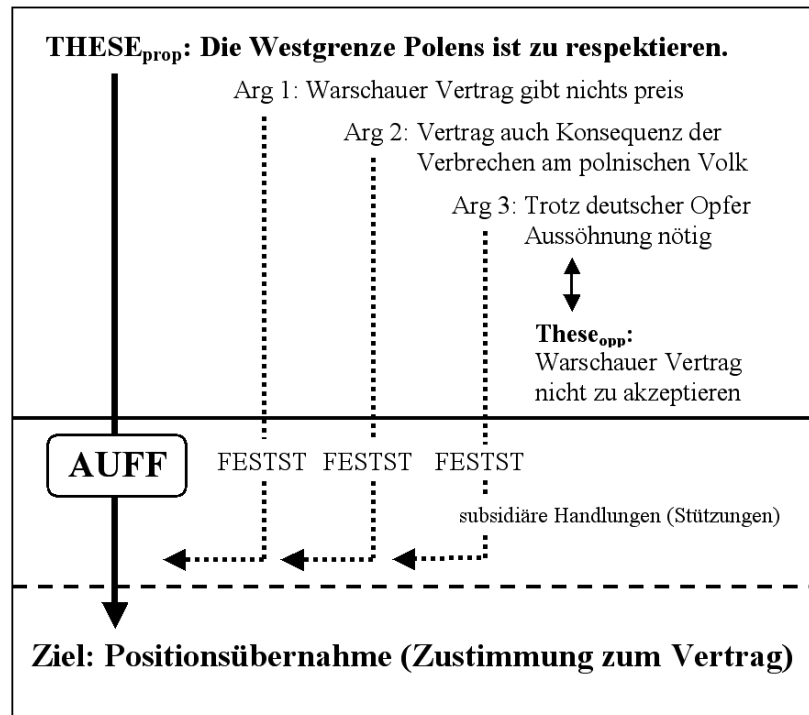 THESEprop: Die Westgrenze Polens ist zu respektieren.
Arg 1: Warschauer Vertrag gibt nichts preis
Arg 2: Vertrag auch Konsequenz der
Verbrechen am polnischen Volk
Arg 3: Trotz deutscher Opfer
Aussöhnung nötig
Theseopp:
Warschauer Vertrag
nicht zu akzeptieren
AUFF FESTST FESTST FESTST
subsidiäre Handlungen (Stützungen)
Ziel: Positionsübernahme (Zustimmung zum Vertrag)